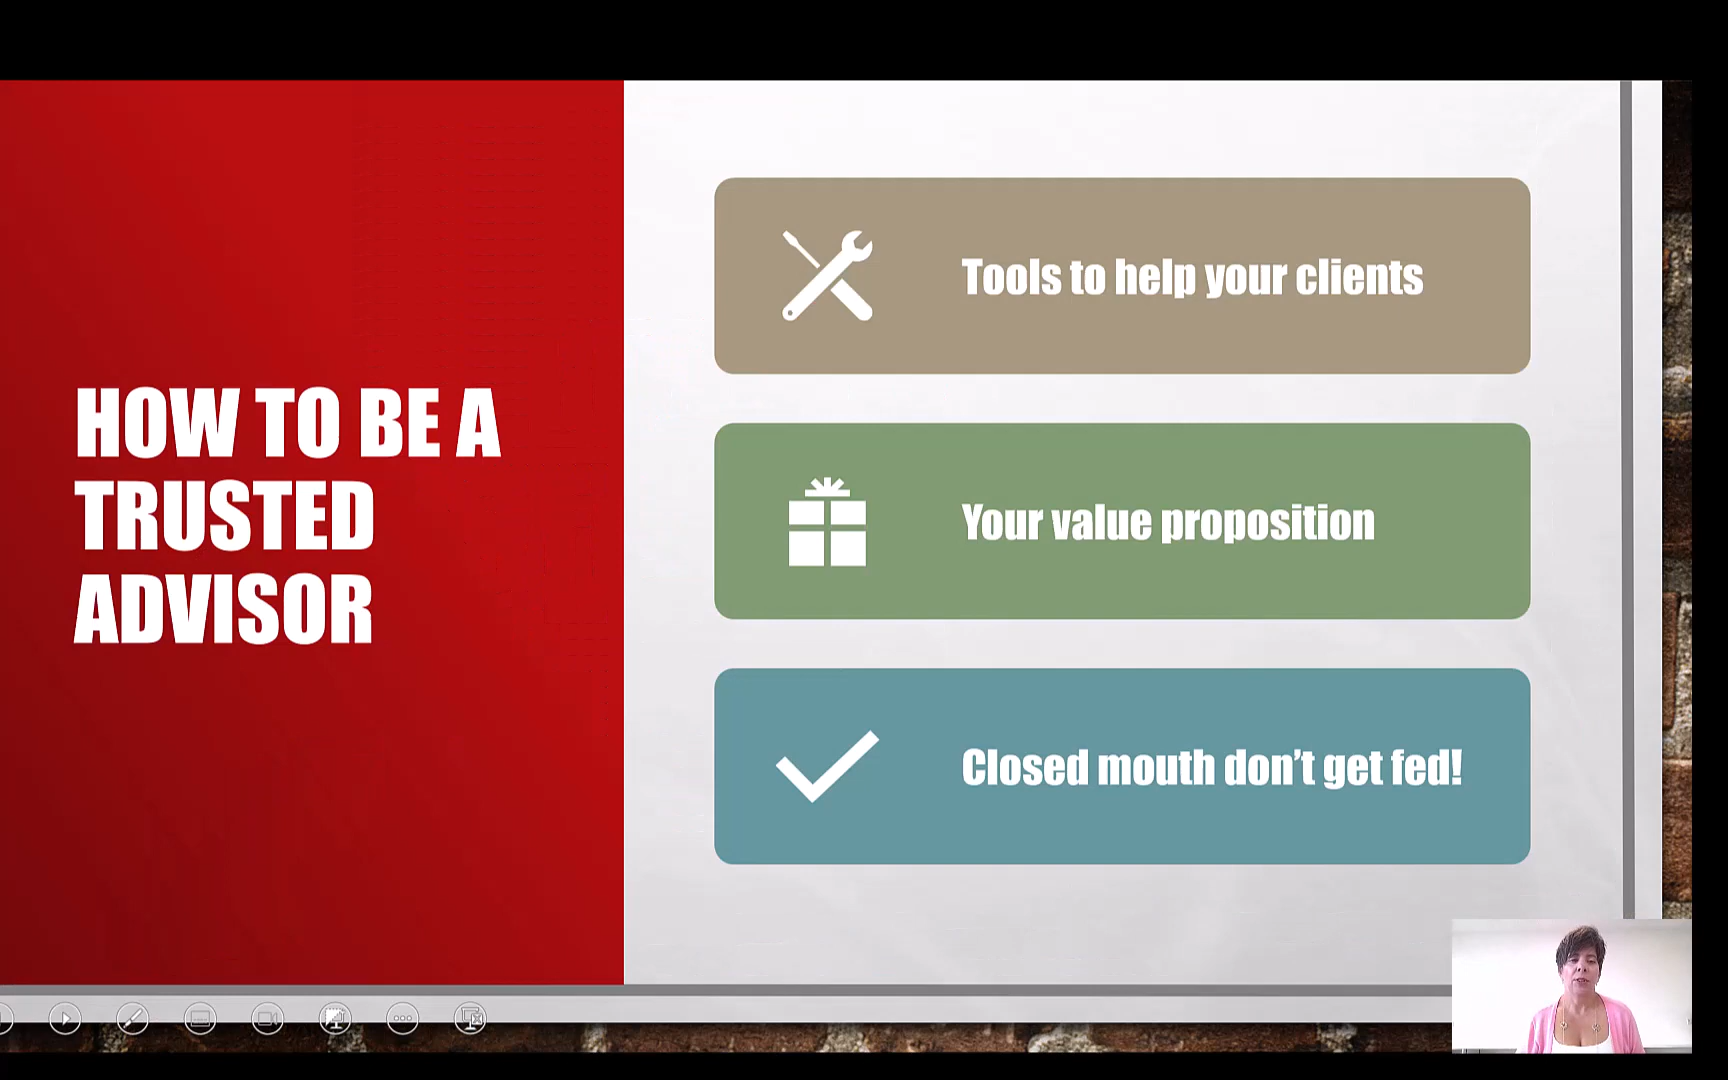 HOW TO BE A
TRUSTED
ADVISOR
Tools to help your clients
Your value proposition
Closed mouth don’t get fed!